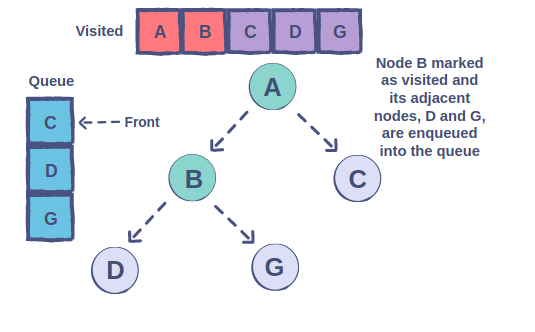 Visited A B C D G
Node B marked
as visited and
its adjacent
nodes, D and G,
are enqueued
into the queue
Queue
C Front
D
G
A
B
C
D
G